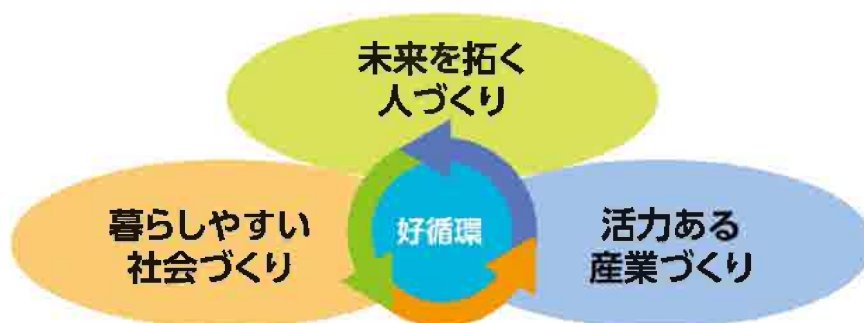 未来を拓く
人づくり
暮らしやすい
社会づくり
好循環
活力ある
産業づくり